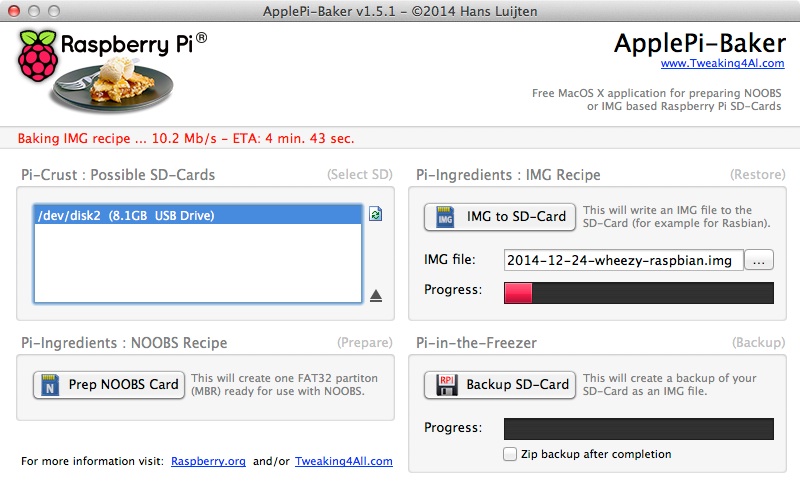 ApplePi-Baker v1.5.1 - ©2014 Hans Luijten
Raspberry Pi®
ApplePi-Baker
www.Tweaking4Al.com
Free MacOS X application for preparing NOOBS
or IMG based Raspberry Pi SD-Cards
Baking IMG recipe ... 10.2 Mb/s - ETA: 4 min. 43 sec.
Pi-Crust : Possible SD-Cards (Select SD)
/dev/disk2 (8.1GB USB Drive)
Pi-Ingredients : IMG Recipe (Restore)
IMG
IMG to SD-Card
This will write an IMG file to the
SD-Card (for example for Rasbian).
IMG file: 2014-12-24-wheezy-raspbian.img ...
Progress:
Pi-Ingredients : NOOBS Recipe (Prepare)
N
Prep NOOBS Card
This will create one FAT32 partiton
(MBR) ready for use with NOOBS.
Pi-in-the-Freezer (Backup)
RPi
Backup SD-Card
This will create a backup of your
SD-Card as an IMG file.
Progress:
Zip backup after completion
For more information visit: Raspberry.org and/or Tweaking4All.com